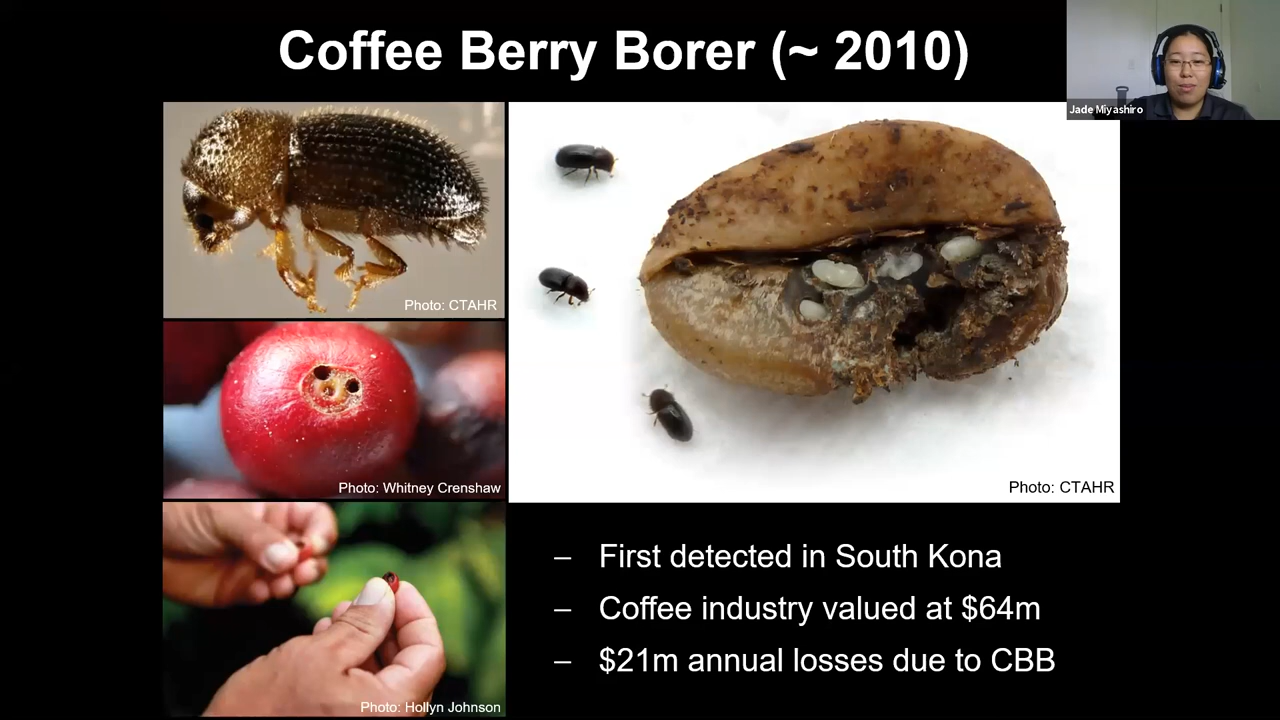 Coffee Berry Borer (~ 2010)
Jade Miyashiro
Photo: CTAHR
Photo: Whitney Crenshaw
Photo: CTAHR
Photo: Hollyn Johnson
– First detected in South Kona
– Coffee industry valued at $64m
– $21m annual losses due to CBB